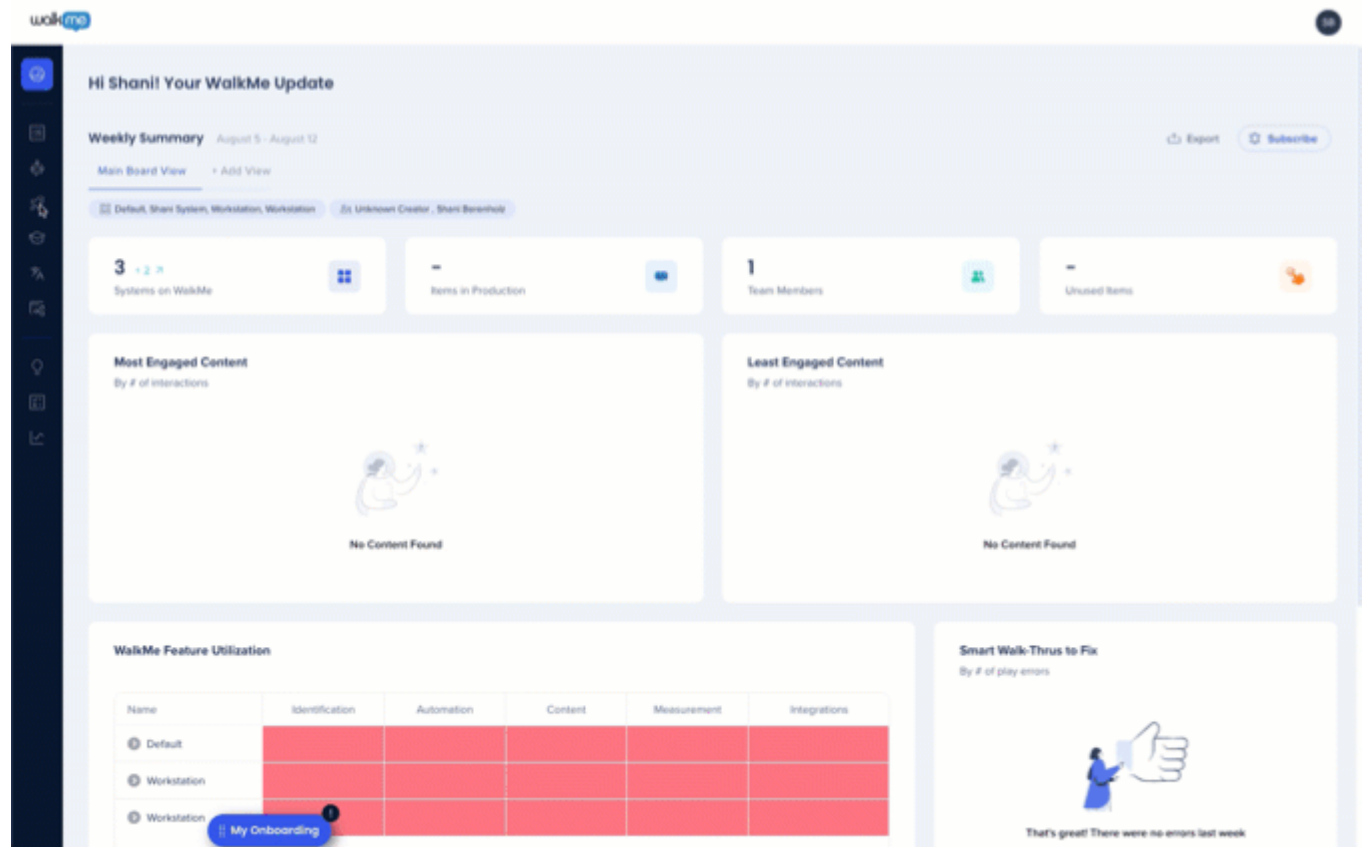 walkme
SB
Hi Shani! Your WalkMe Update
Weekly Summary August 5 - August 12
Export Subscribe
Main Board View + Add View
Default, Shani System, Workstation, Workstation Unknown Creator , Shani Berenholz
3 +2
Systems on WalkMe
-
Items in Production
1
Team Members
-
Unused Items
Most Engaged Content
By # of interactions
No Content Found
Least Engaged Content
By # of interactions
No Content Found
WalkMe Feature Utilization
Name Identification Automation Content Measurement Integrations
Default
Workstation
Workstation
My Onboarding
!
Smart Walk-Thrus to Fix
By # of play errors
That's great! There were no errors last week